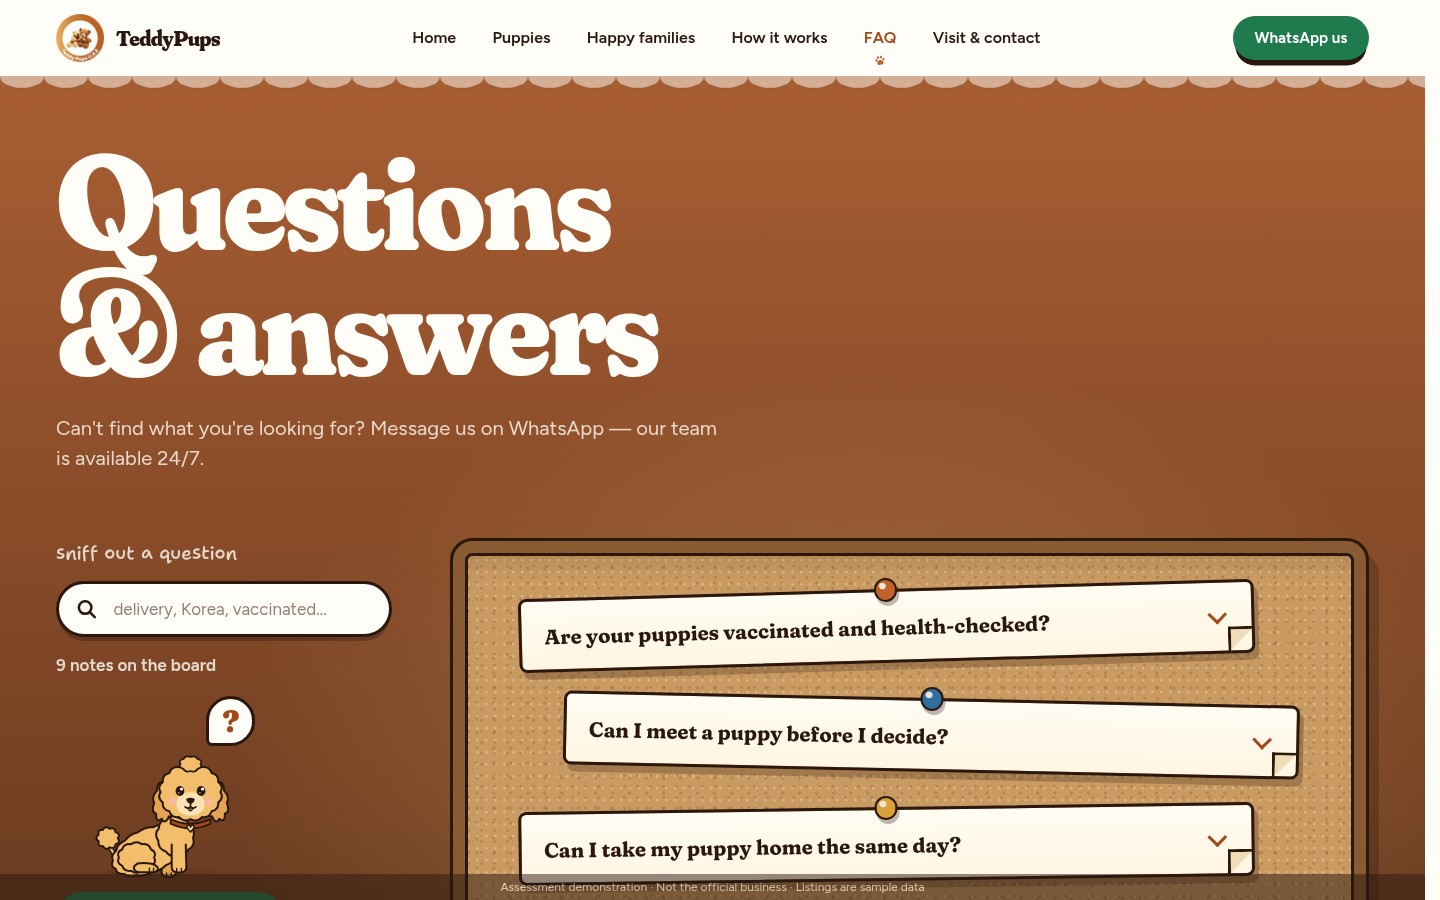 TeddyPups
Home
Puppies
Happy families
How it works
FAQ
Visit & contact
WhatsApp us
Questions
& answers
Can't find what you're looking for? Message us on WhatsApp — our team
is available 24/7.
sniff out a question
delivery, Korea, vaccinated...
9 notes on the board
?
Are your puppies vaccinated and health-checked?
Can I meet a puppy before I decide?
Can I take my puppy home the same day?
Assessment demonstration · Not the official business · Listings are sample data